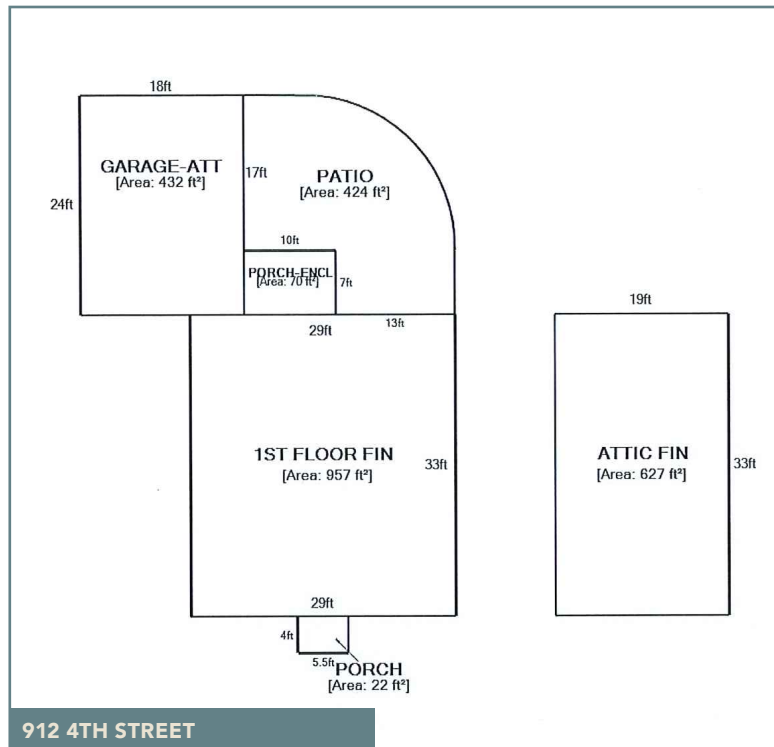 18ft
GARAGE-ATT
[Area: 432 ft²]
24ft
17ft
PATIO
[Area: 424 ft²]
10ft
PORCH-ENCL
[Area: 70 ft²]
7ft
13ft
29ft
1ST FLOOR FIN
[Area: 957 ft²]
33ft
29ft
19ft
ATTIC FIN
[Area: 627 ft²]
33ft
4ft
5.5ft
PORCH
[Area: 22 ft²]
912 4TH STREET